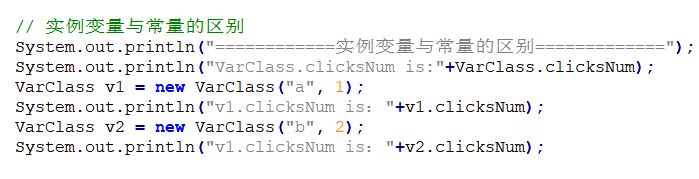 // 实例变量与常量的区别
System.out.println("============实例变量与常量的区别=============");
System.out.println("VarClass.clicksNum is:"+VarClass.clicksNum);
VarClass v1 = new VarClass("a", 1);
System.out.println("v1.clicksNum is： "+v1.clicksNum);
VarClass v2 = new VarClass("b", 2);
System.out.println("v1.clicksNum is： "+v2.clicksNum);